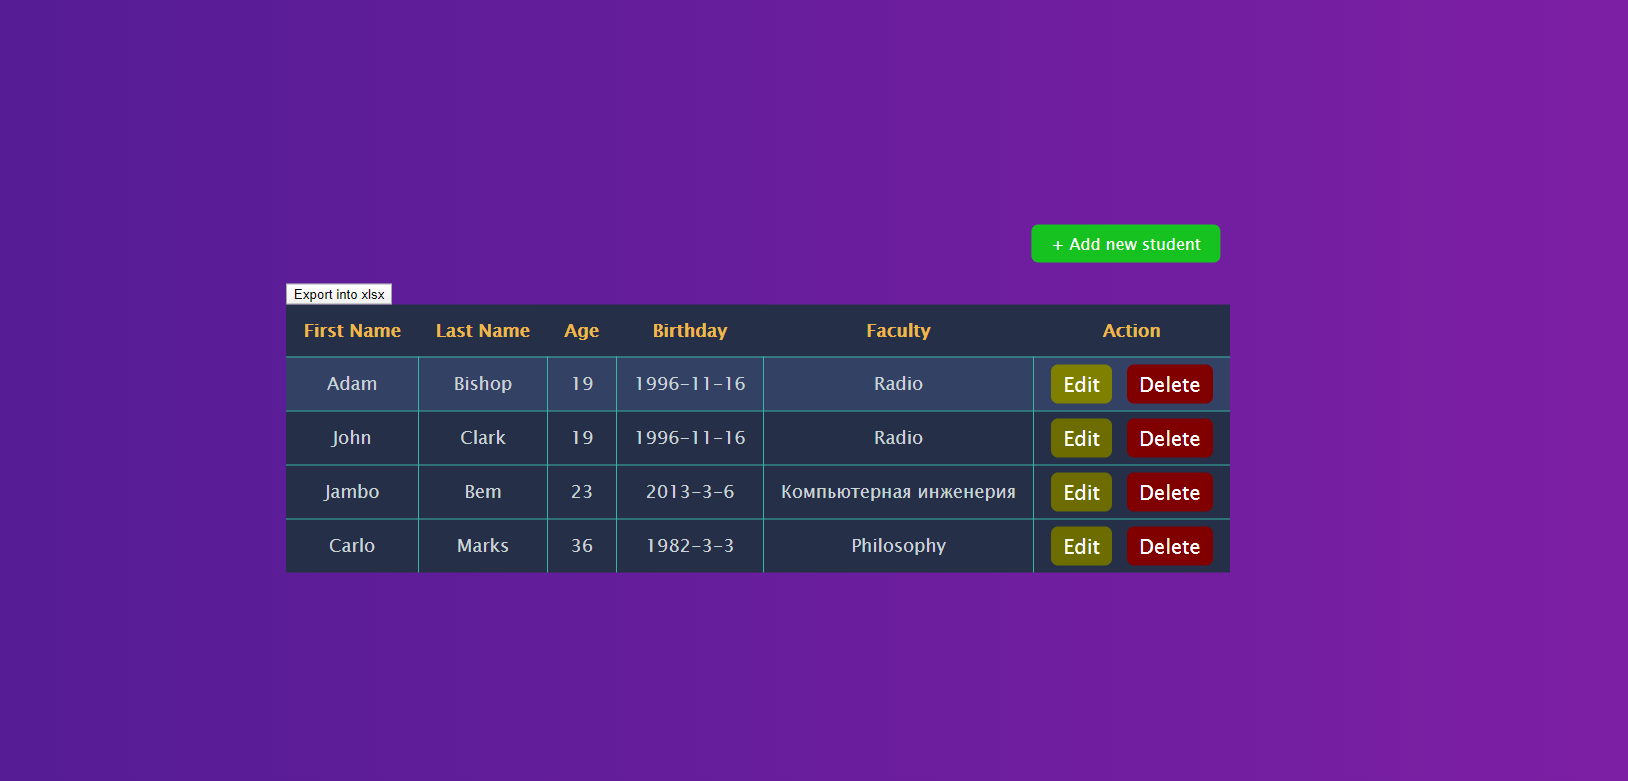 + Add new student
Export into xlsx
First Name Last Name Age Birthday Faculty Action
Adam Bishop 19 1996-11-16 Radio Edit Delete
John Clark 19 1996-11-16 Radio Edit Delete
Jambo Bem 23 2013-3-6 Компьютерная инженерия Edit Delete
Carlo Marks 36 1982-3-3 Philosophy Edit Delete